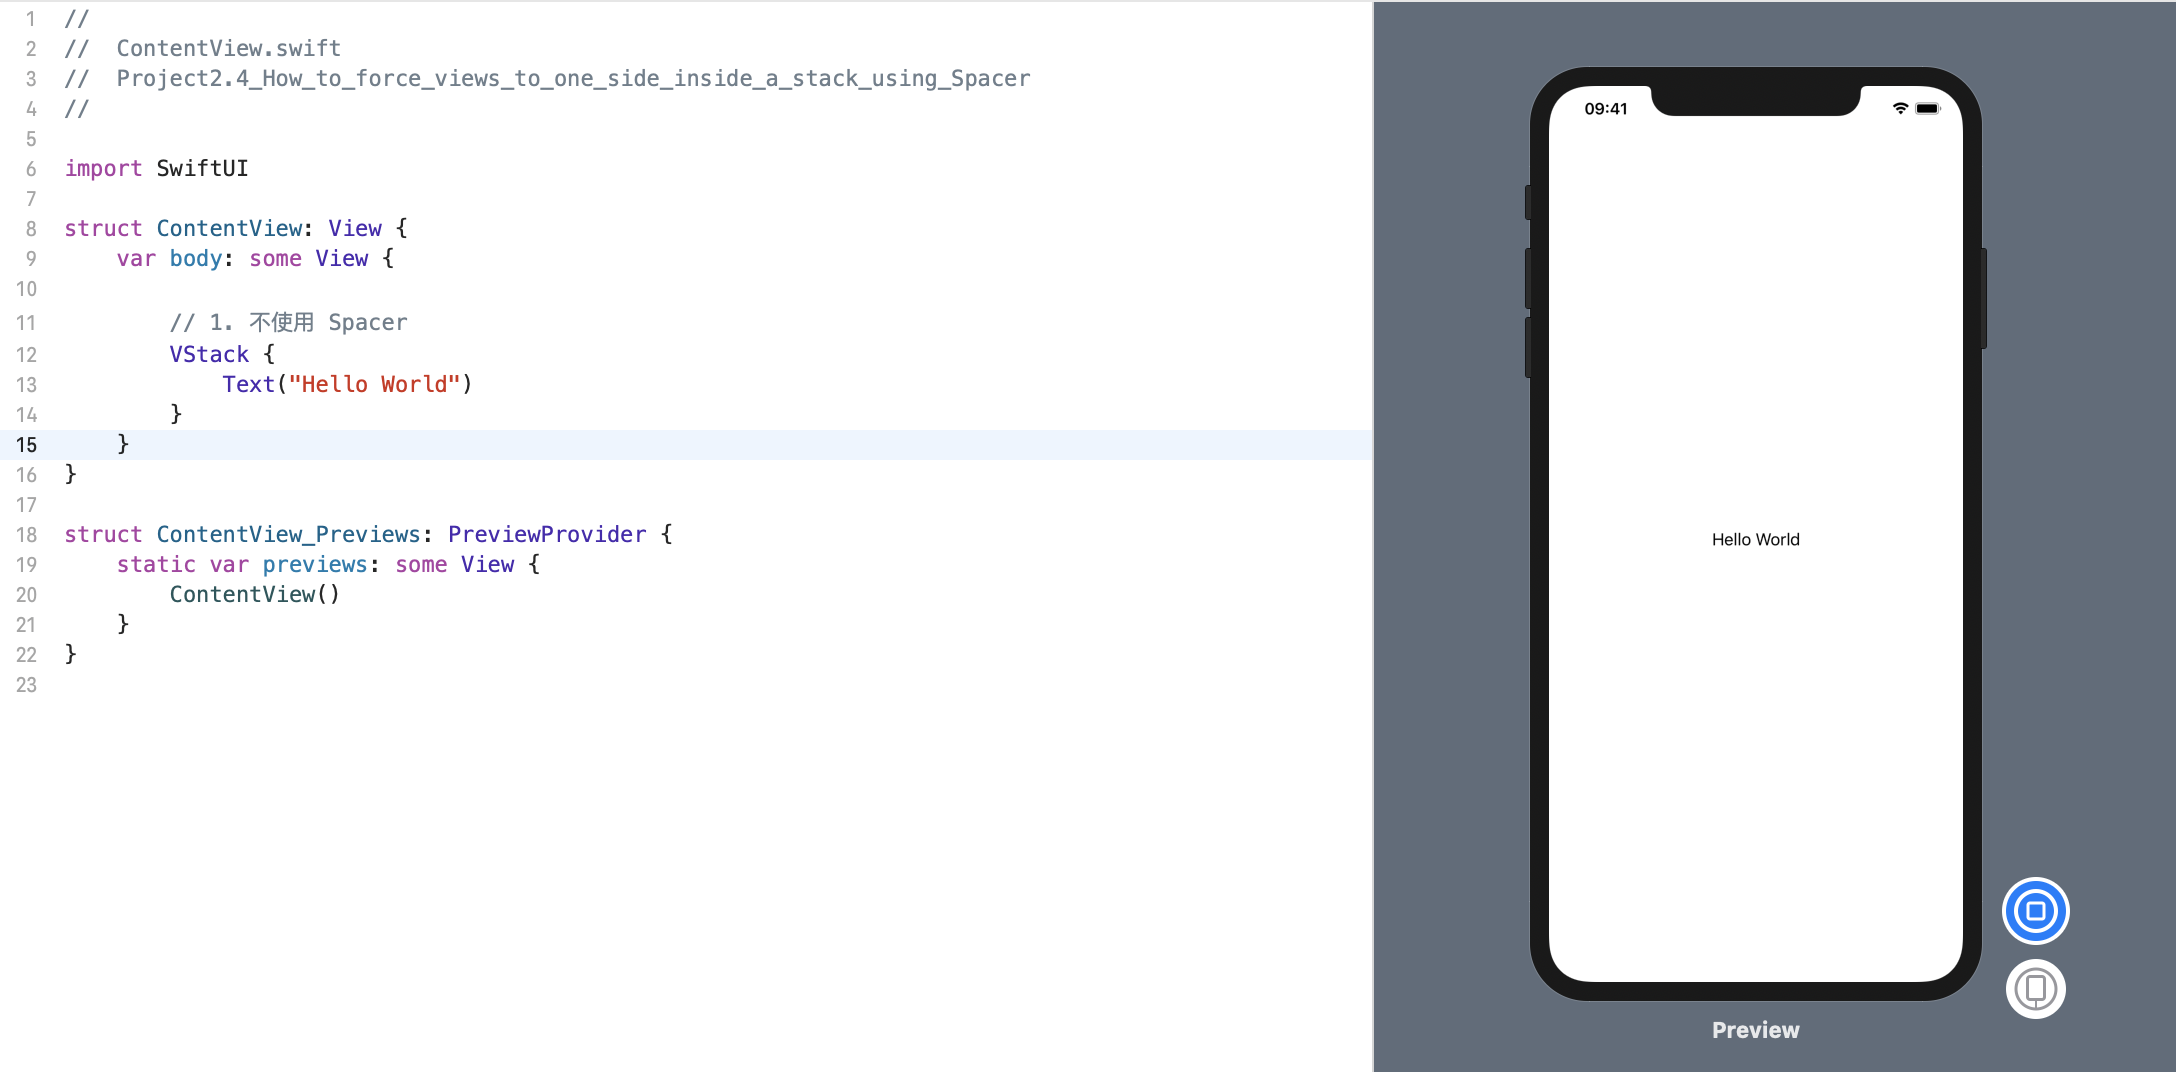 1 //
2 //  ContentView.swift
3 //  Project2.4_How_to_force_views_to_one_side_inside_a_stack_using_Spacer
4 //
5
6 import SwiftUI
7
8 struct ContentView: View {
9     var body: some View {
10
11         // 1. 不使用 Spacer
12         VStack {
13             Text("Hello World")
14         }
15     }
16 }
17
18 struct ContentView_Previews: PreviewProvider {
19     static var previews: some View {
20         ContentView()
21     }
22 }
23
09:41
Hello World
Preview